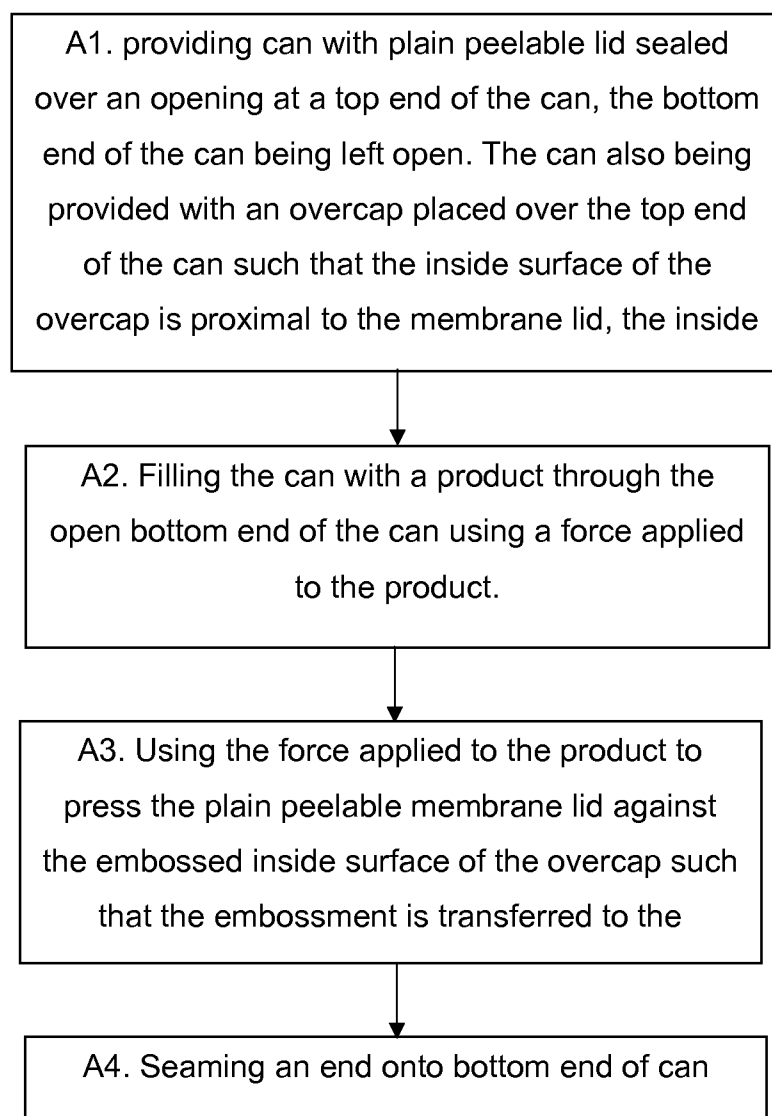 A1. providing can with plain peelable lid sealed
over an opening at a top end of the can, the bottom
end of the can being left open. The can also being
provided with an overcap placed over the top end
of the can such that the inside surface of the
overcap is proximal to the membrane lid, the inside
A2. Filling the can with a product through the
open bottom end of the can using a force applied
to the product.
A3. Using the force applied to the product to
press the plain peelable membrane lid against
the embossed inside surface of the overcap such
that the embossment is transferred to the
A4. Seaming an end onto bottom end of can